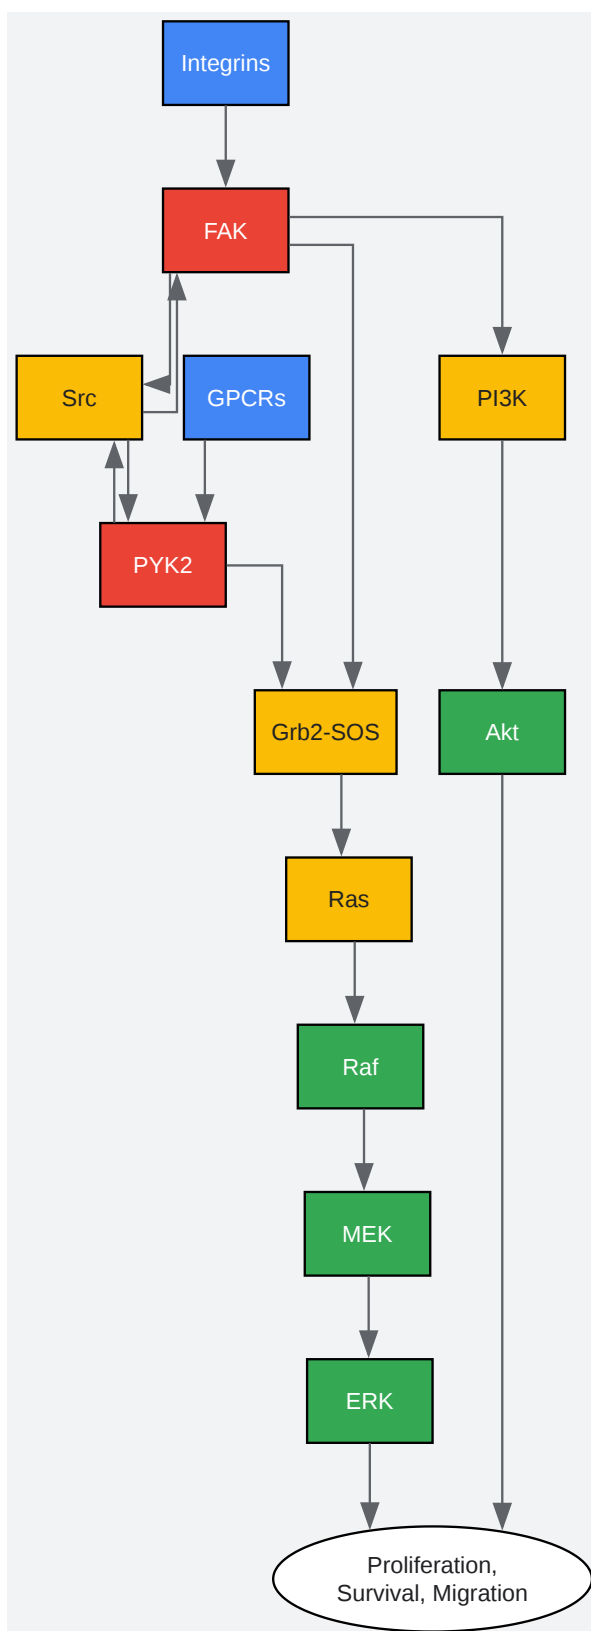 Integrins
FAK
Src
GPCRs
PI3K
PYK2
Grb2-SOS
Akt
Ras
Raf
MEK
ERK
Proliferation,
Survival, Migration